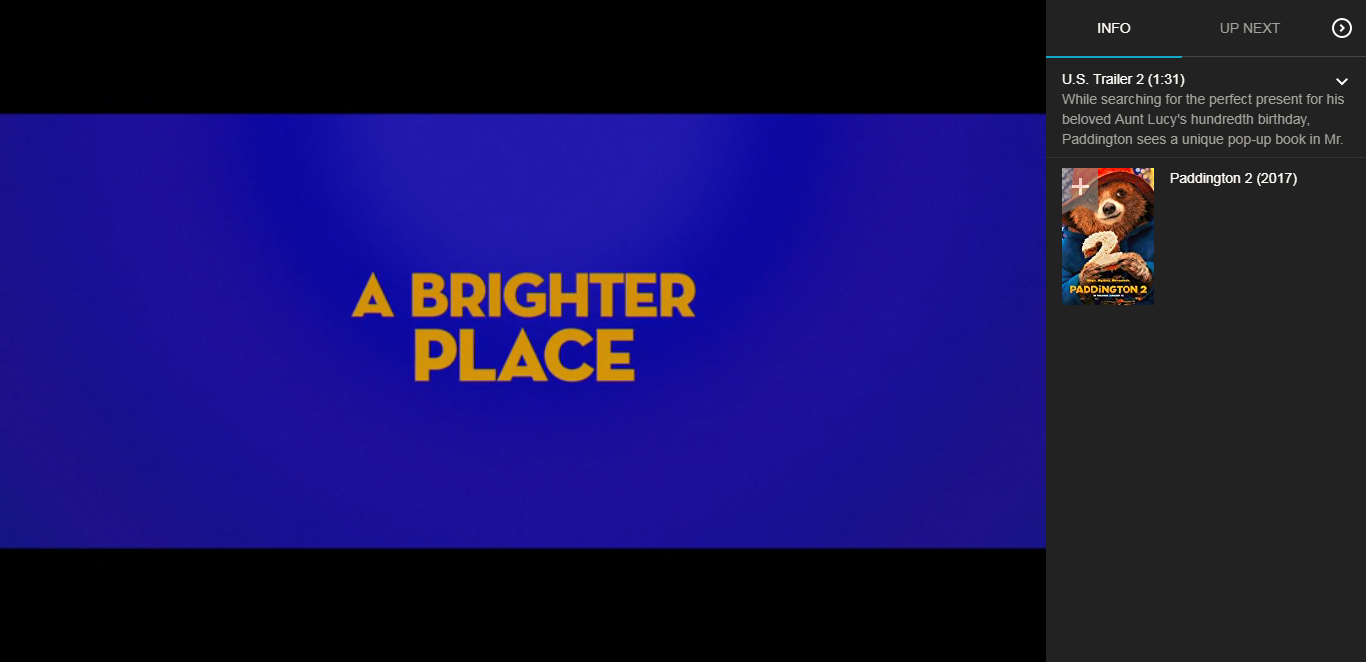 A BRIGHTER
PLACE
INFO
UP NEXT
U.S. Trailer 2 (1:31)
While searching for the perfect present for his
beloved Aunt Lucy's hundredth birthday,
Paddington sees a unique pop-up book in Mr.
Paddington 2 (2017)
2
PADDINGTON 2